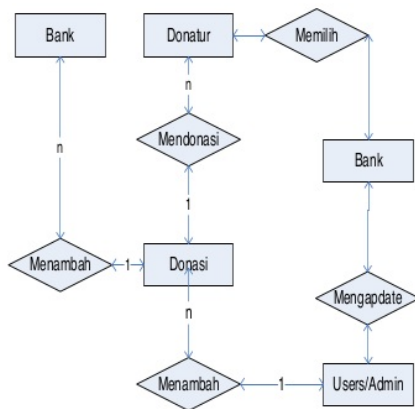 Bank
Donatur
Memilih
n
n
Mendonasi
Bank
1
Menambah
1
Donasi
n
Mengapdate
Menambah
1
Users/Admin